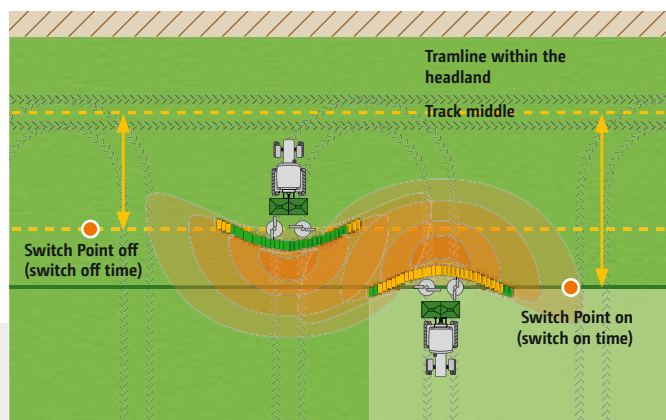 Tramline within the
headland
Track middle
Switch Point off
(switch off time)
Switch Point on
(switch on time)